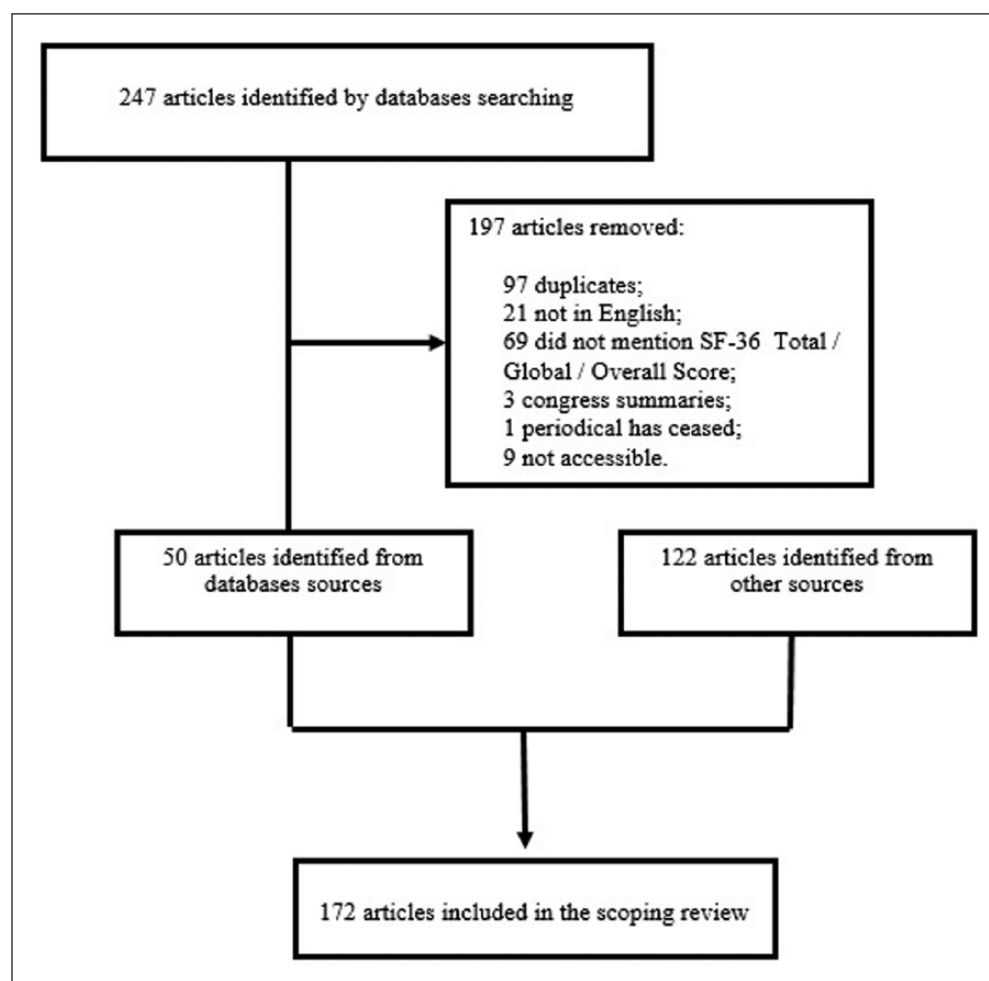 247 articles identified by databases searching
197 articles removed:
97 duplicates;
21 not in English;
69 did not mention SF-36 Total /
Global / Overall Score;
3 congress summaries;
1 periodical has ceased;
9 not accessible.
50 articles identified from
databases sources
122 articles identified from
other sources
172 articles included in the scoping review